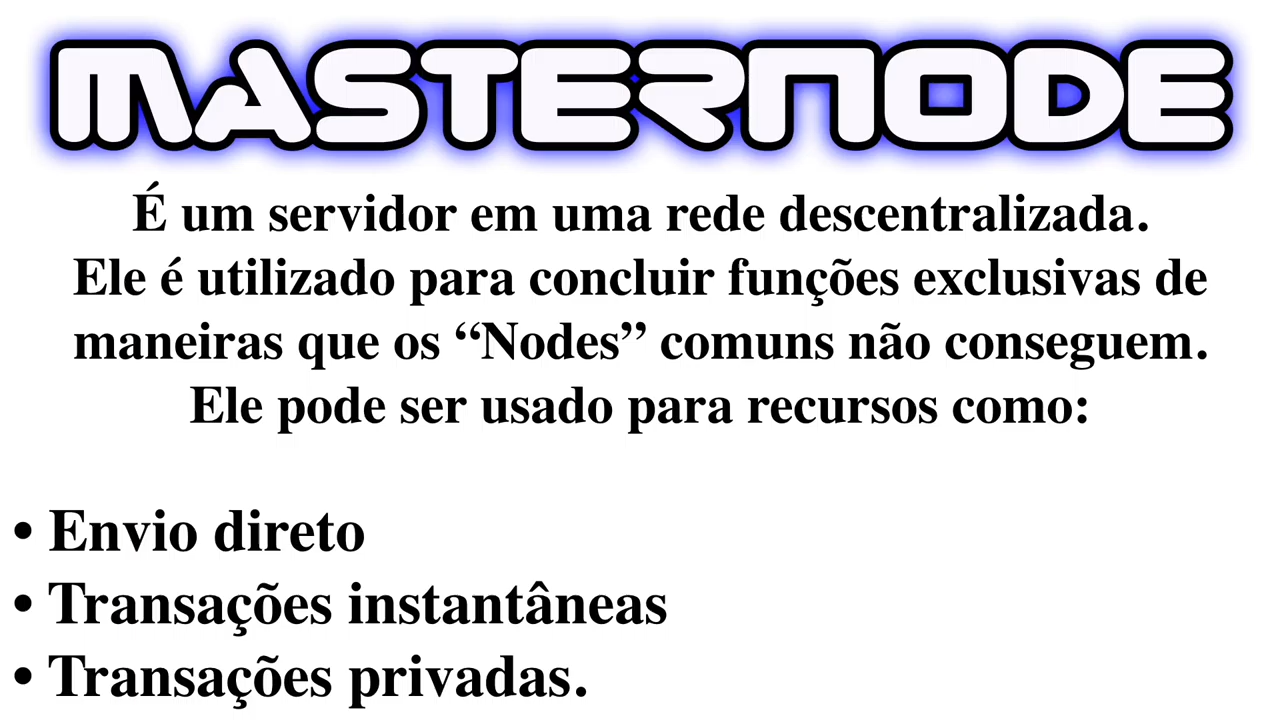 MASTERNODE
É um servidor em uma rede descentralizada.
Ele é utilizado para concluir funções exclusivas de
maneiras que os “Nodes” comuns não conseguem.
Ele pode ser usado para recursos como:
• Envio direto
• Transações instantâneas
• Transações privadas.